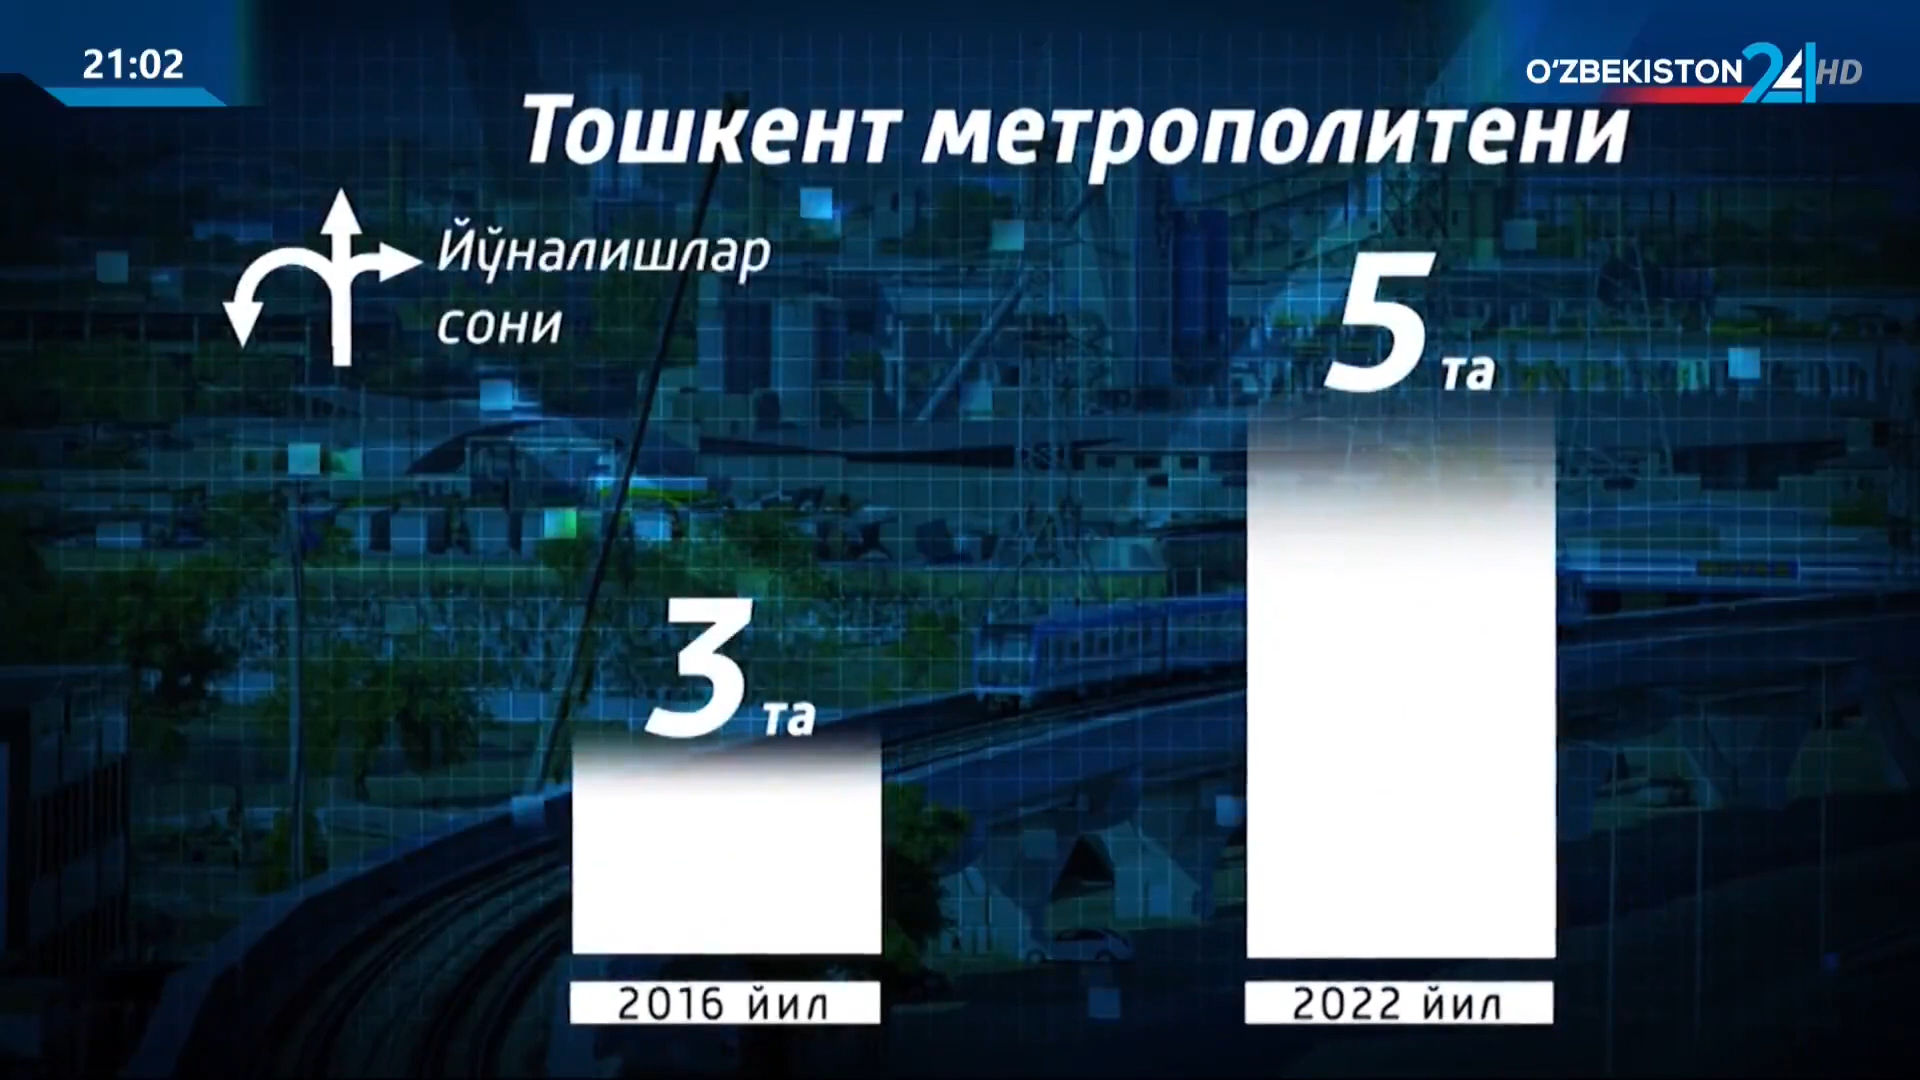 21:02
O‘ZBEKISTON 24 HD
Тошкент метрополитени
Йўналишлар
сони
5 та
3 та
2016 йил
2022 йил